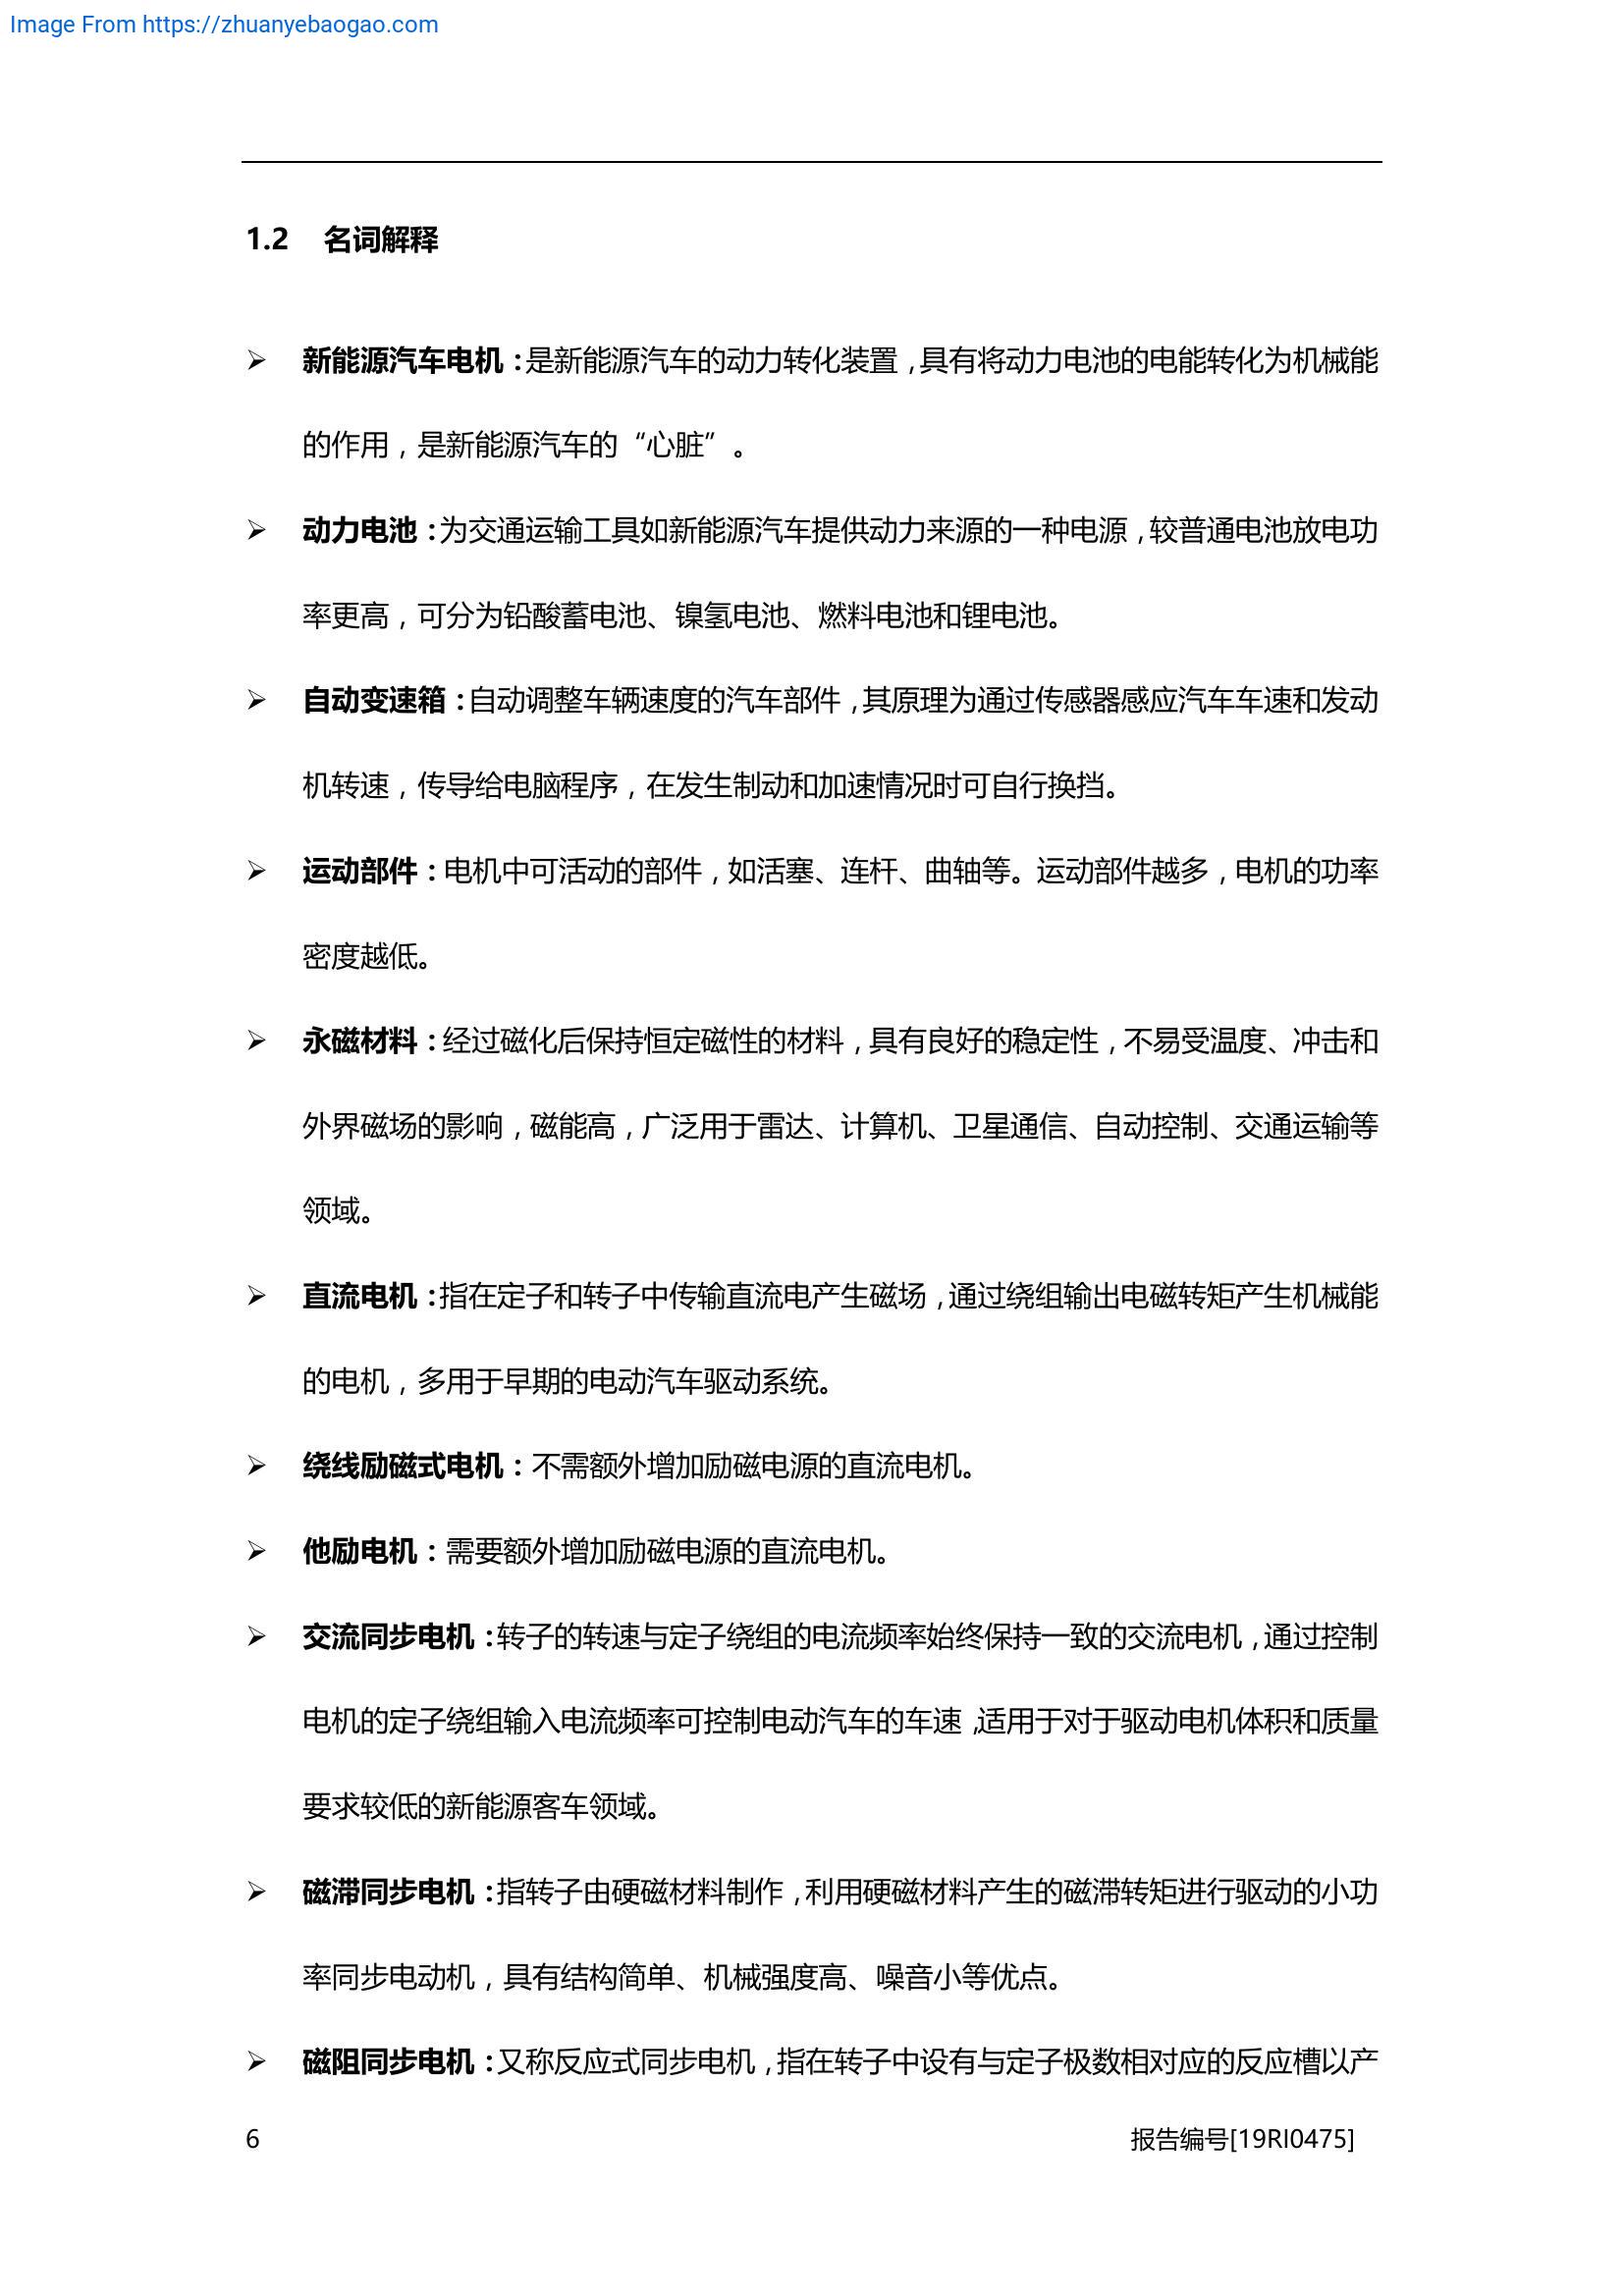 Image From https://zhuanyebaogao.com
1.2 名词解释
➢ 新能源汽车电机：是新能源汽车的动力转化装置，具有将动力电池的电能转化为机械能
的作用，是新能源汽车的“心脏”。
➢ 动力电池：为交通运输工具如新能源汽车提供动力来源的一种电源，较普通电池放电功
率更高，可分为铅酸蓄电池、镍氢电池、燃料电池和锂电池。
➢ 自动变速箱：自动调整车辆速度的汽车部件，其原理为通过传感器感应汽车车速和发动
机转速，传导给电脑程序，在发生制动和加速情况时可自行换挡。
➢ 运动部件：电机中可活动的部件，如活塞、连杆、曲轴等。运动部件越多，电机的功率
密度越低。
➢ 永磁材料：经过磁化后保持恒定磁性的材料，具有良好的稳定性，不易受温度、冲击和
外界磁场的影响，磁能高，广泛用于雷达、计算机、卫星通信、自动控制、交通运输等
领域。
➢ 直流电机：指在定子和转子中传输直流电产生磁场，通过绕组输出电磁转矩产生机械能
的电机，多用于早期的电动汽车驱动系统。
➢ 绕线励磁式电机：不需额外增加励磁电源的直流电机。
➢ 他励电机：需要额外增加励磁电源的直流电机。
➢ 交流同步电机：转子的转速与定子绕组的电流频率始终保持一致的交流电机，通过控制
电机的定子绕组输入电流频率可控制电动汽车的车速，适用于对于驱动电机体积和质量
要求较低的新能源客车领域。
➢ 磁滞同步电机：指转子由硬磁材料制作，利用硬磁材料产生的磁滞转矩进行驱动的小功
率同步电动机，具有结构简单、机械强度高、噪音小等优点。
➢ 磁阻同步电机：又称反应式同步电机，指在转子中设有与定子极数相对应的反应槽以产
6 报告编号[19RI0475]